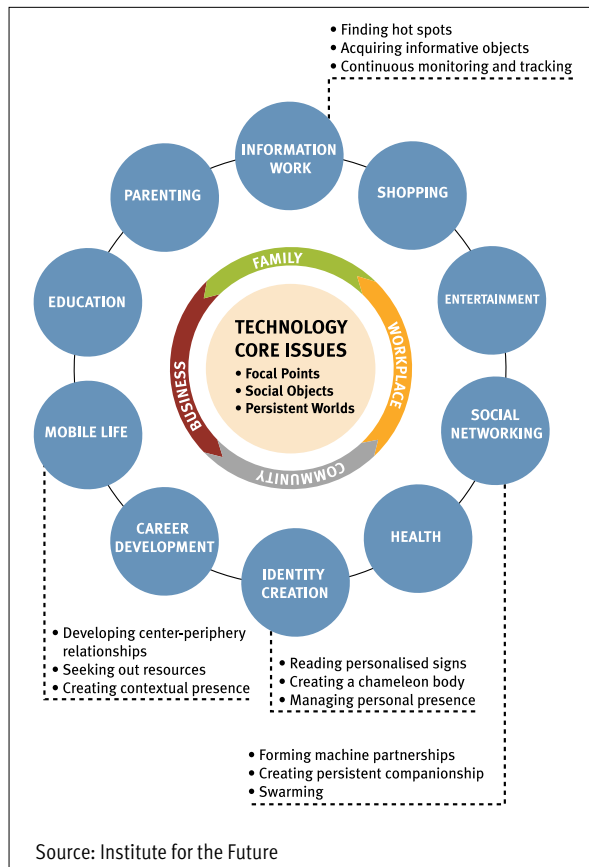 • Finding hot spots
• Acquiring informative objects
• Continuous monitoring and tracking
INFORMATION
WORK
PARENTING
SHOPPING
EDUCATION
ENTERTAINMENT
FAMILY
WORKPLACE
BUSINESS
COMMUNITY
TECHNOLOGY
CORE ISSUES
• Focal Points
• Social Objects
• Persistent Worlds
MOBILE LIFE
SOCIAL
NETWORKING
CAREER
DEVELOPMENT
HEALTH
IDENTITY
CREATION
• Developing center-periphery
relationships
• Seeking out resources
• Creating contextual presence
• Reading personalised signs
• Creating a chameleon body
• Managing personal presence
• Forming machine partnerships
• Creating persistent companionship
• Swarming
Source: Institute for the Future